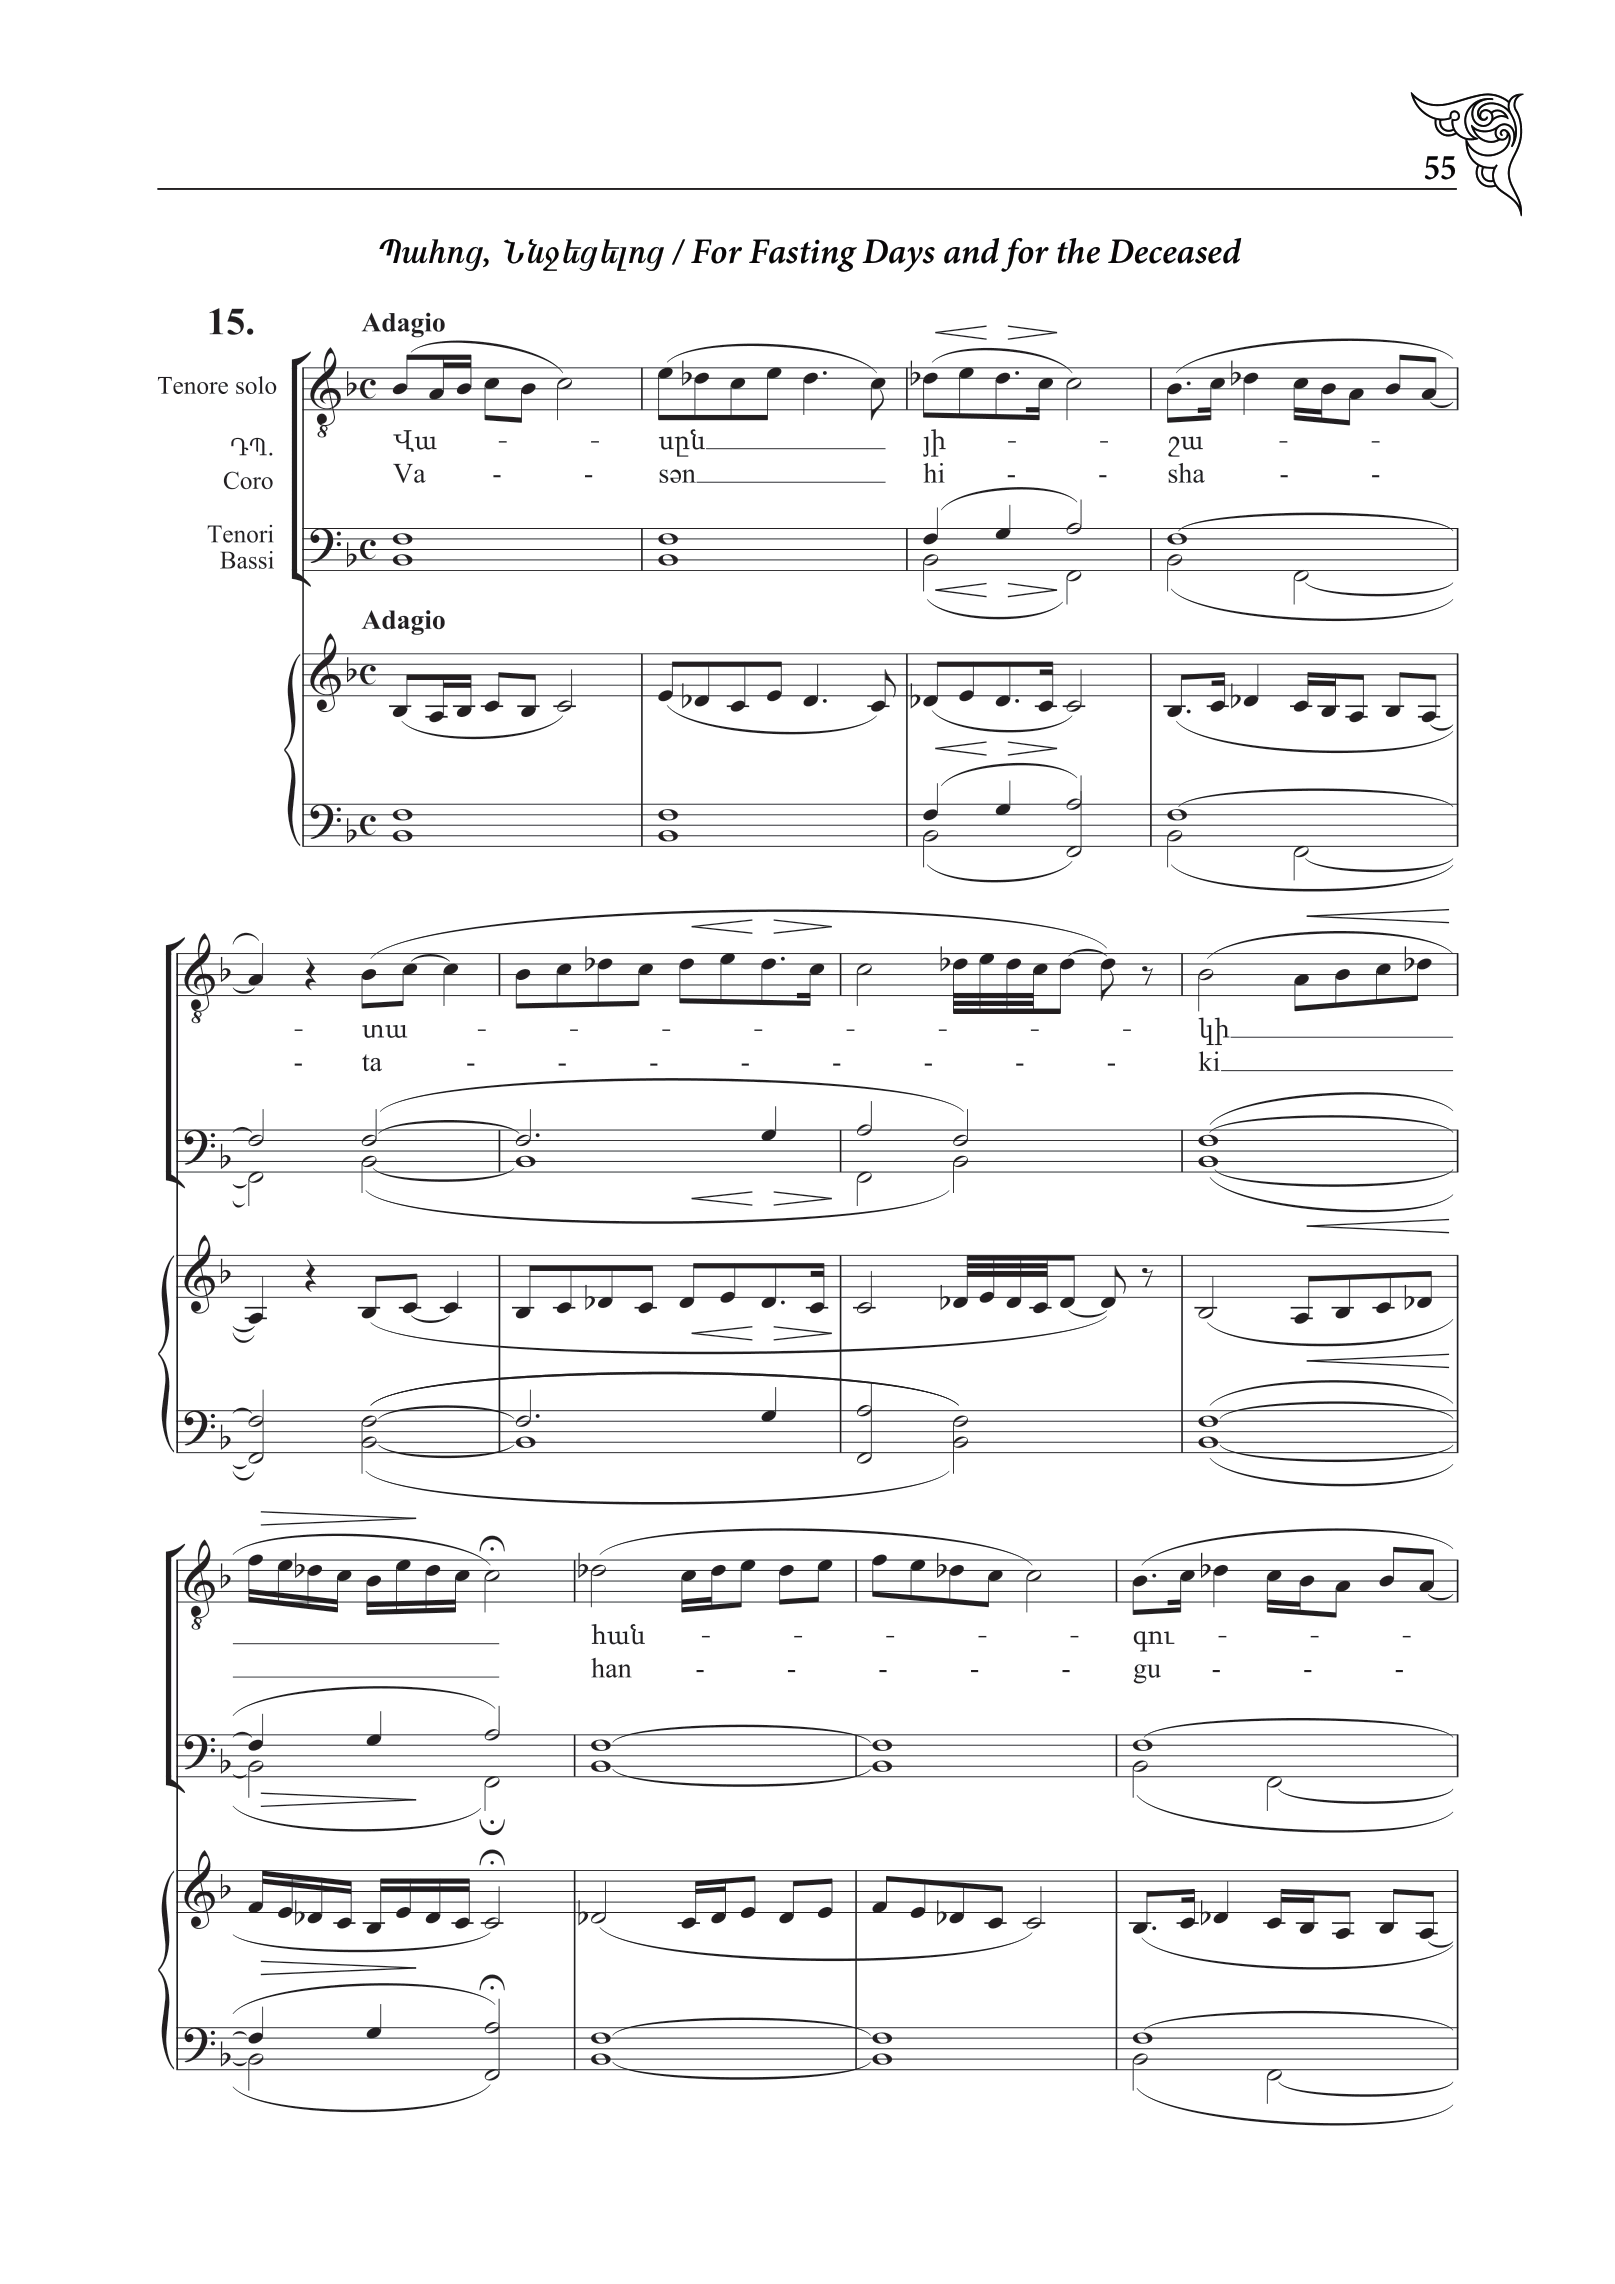 55
Պահոց, Ննջեցելոց / For Fasting Days and for the Deceased
15.
Adagio
Tenore solo
Վա - - սըն յի - - շա - -
ԴՊ.
Va - - sən hi - - sha - -
Coro
Tenori
Bassi
Adagio
- տա - - - - - - - - կի
- ta - - - - - - - - ki
հան - - - - - գու - - -
han - - - - - gu - - -